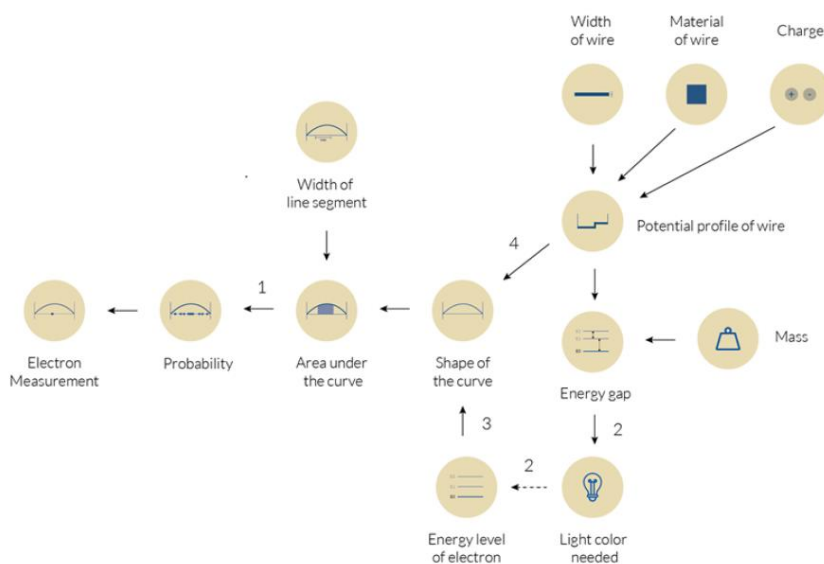 Width
of wire
Material
of wire
Charge
Width of
line segment
Potential profile of wire
4
1
Electron
Measurement
Probability
Area under
the curve
Shape of
the curve
Energy gap
Mass
3
2
2
Energy level
of electron
Light color
needed